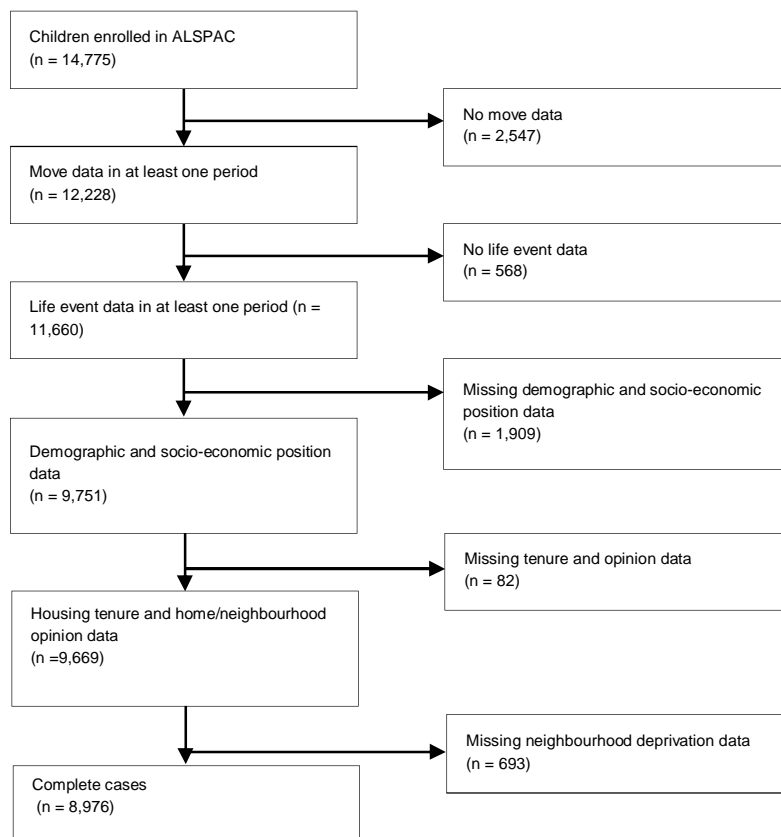 Children enrolled in ALSPAC
(n = 14,775)
No move data
(n = 2,547)
Move data in at least one period
(n = 12,228)
No life event data
(n = 568)
Life event data in at least one period (n =
11,660)
Missing demographic and socio-economic
position data
(n = 1,909)
Demographic and socio-economic position
data
(n = 9,751)
Missing tenure and opinion data
(n = 82)
Housing tenure and home/neighbourhood
opinion data
(n =9,669)
Missing neighbourhood deprivation data
(n = 693)
Complete cases
(n = 8,976)